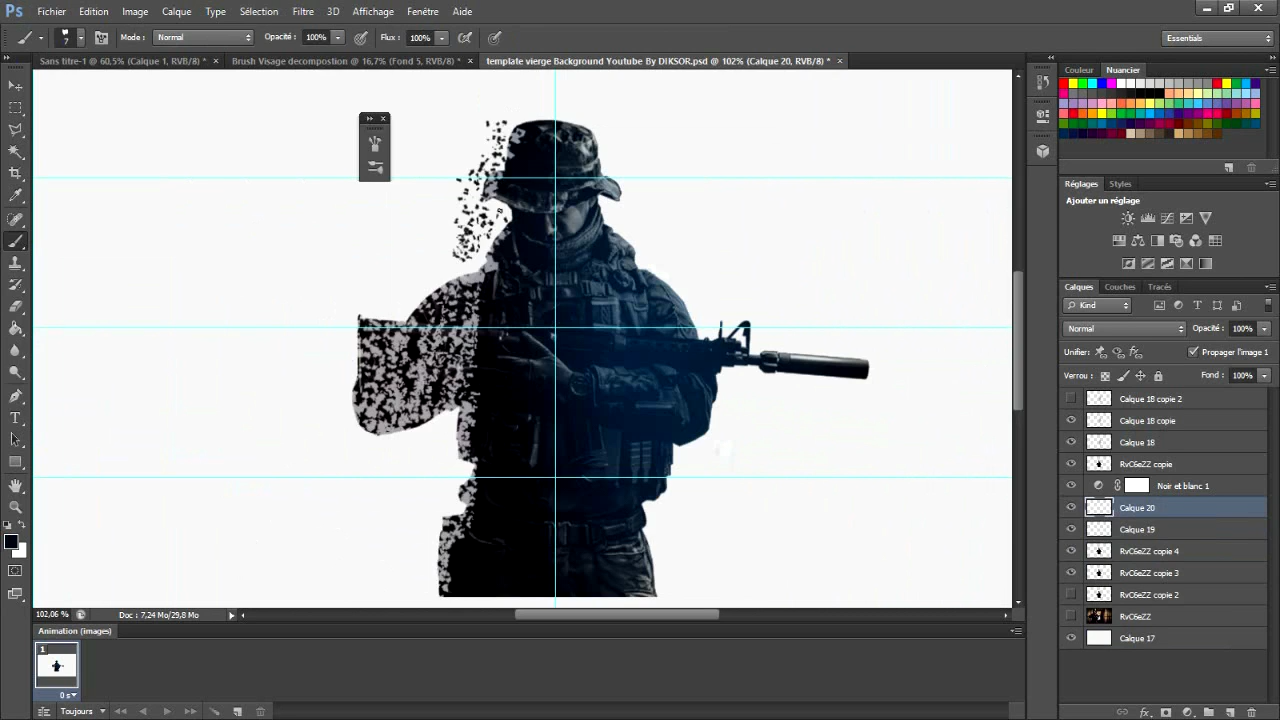 Ps Fichier Edition Image Calque Type Sélection Filtre 3D Affichage Fenêtre Aide
7 Mode : Normal Opacité : 100% Flux : 100% Essentials
Sans titre-1 @ 60,5% (Calque 1, RVB/8) * × Brush Visage decompostion @ 16,7% (Fond 5, RVB/8) * × template vierge Background Youtube By DIKSOR.psd @ 102% (Calque 20, RVB/8) * ×
Couleur Nuancier
Réglages Styles
Ajouter un réglage
Calques Couches Tracés
Kind
Normal Opacité : 100%
Unifier : Propager l'image 1
Verrou : Fond : 100%
Calque 18 copie 2
Calque 18 copie
Calque 18
RvC6eZZ copie
Noir et blanc 1
Calque 20
Calque 19
RvC6eZZ copie 4
RvC6eZZ copie 3
RvC6eZZ copie 2
RvC6eZZ
Calque 17
102,06 % Doc : 7,24 Mo/29,8 Mo
Animation (images)
1
0 s
Toujours